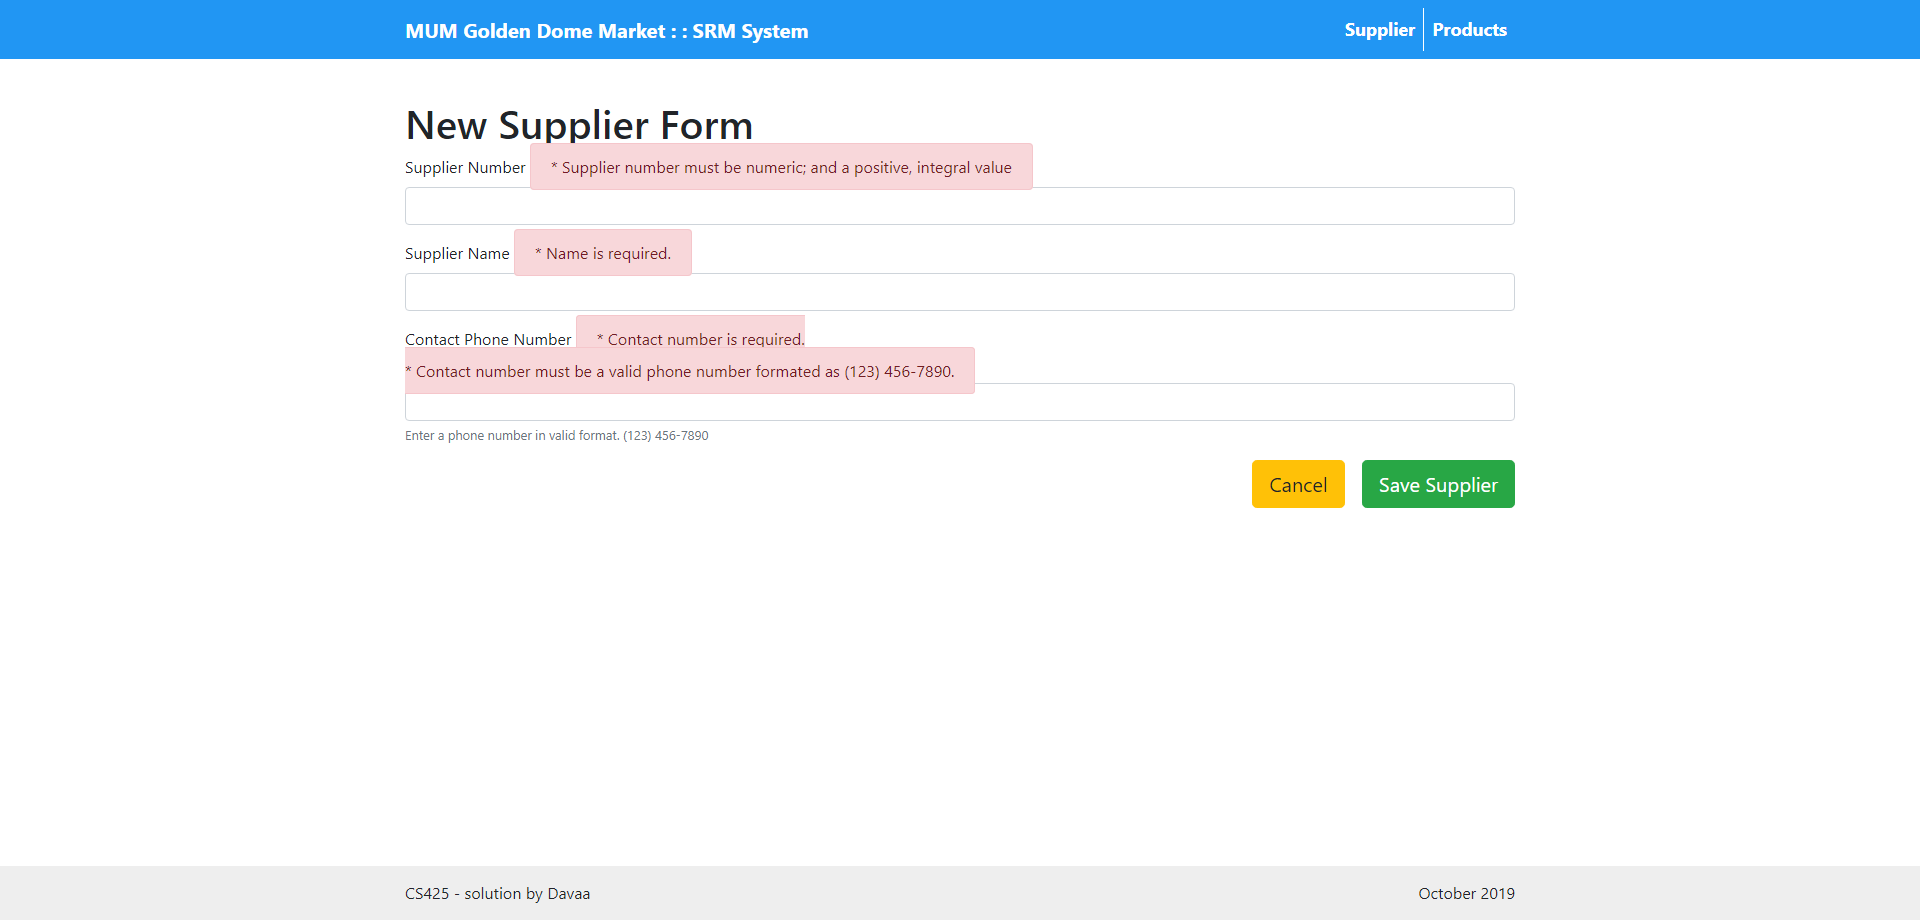 MUM Golden Dome Market : : SRM System
Supplier
Products
New Supplier Form
Supplier Number * Supplier number must be numeric; and a positive, integral value
Supplier Name * Name is required.
Contact Phone Number * Contact number is required.
* Contact number must be a valid phone number formated as (123) 456-7890.
Enter a phone number in valid format. (123) 456-7890
Cancel
Save Supplier
CS425 - solution by Davaa
October 2019